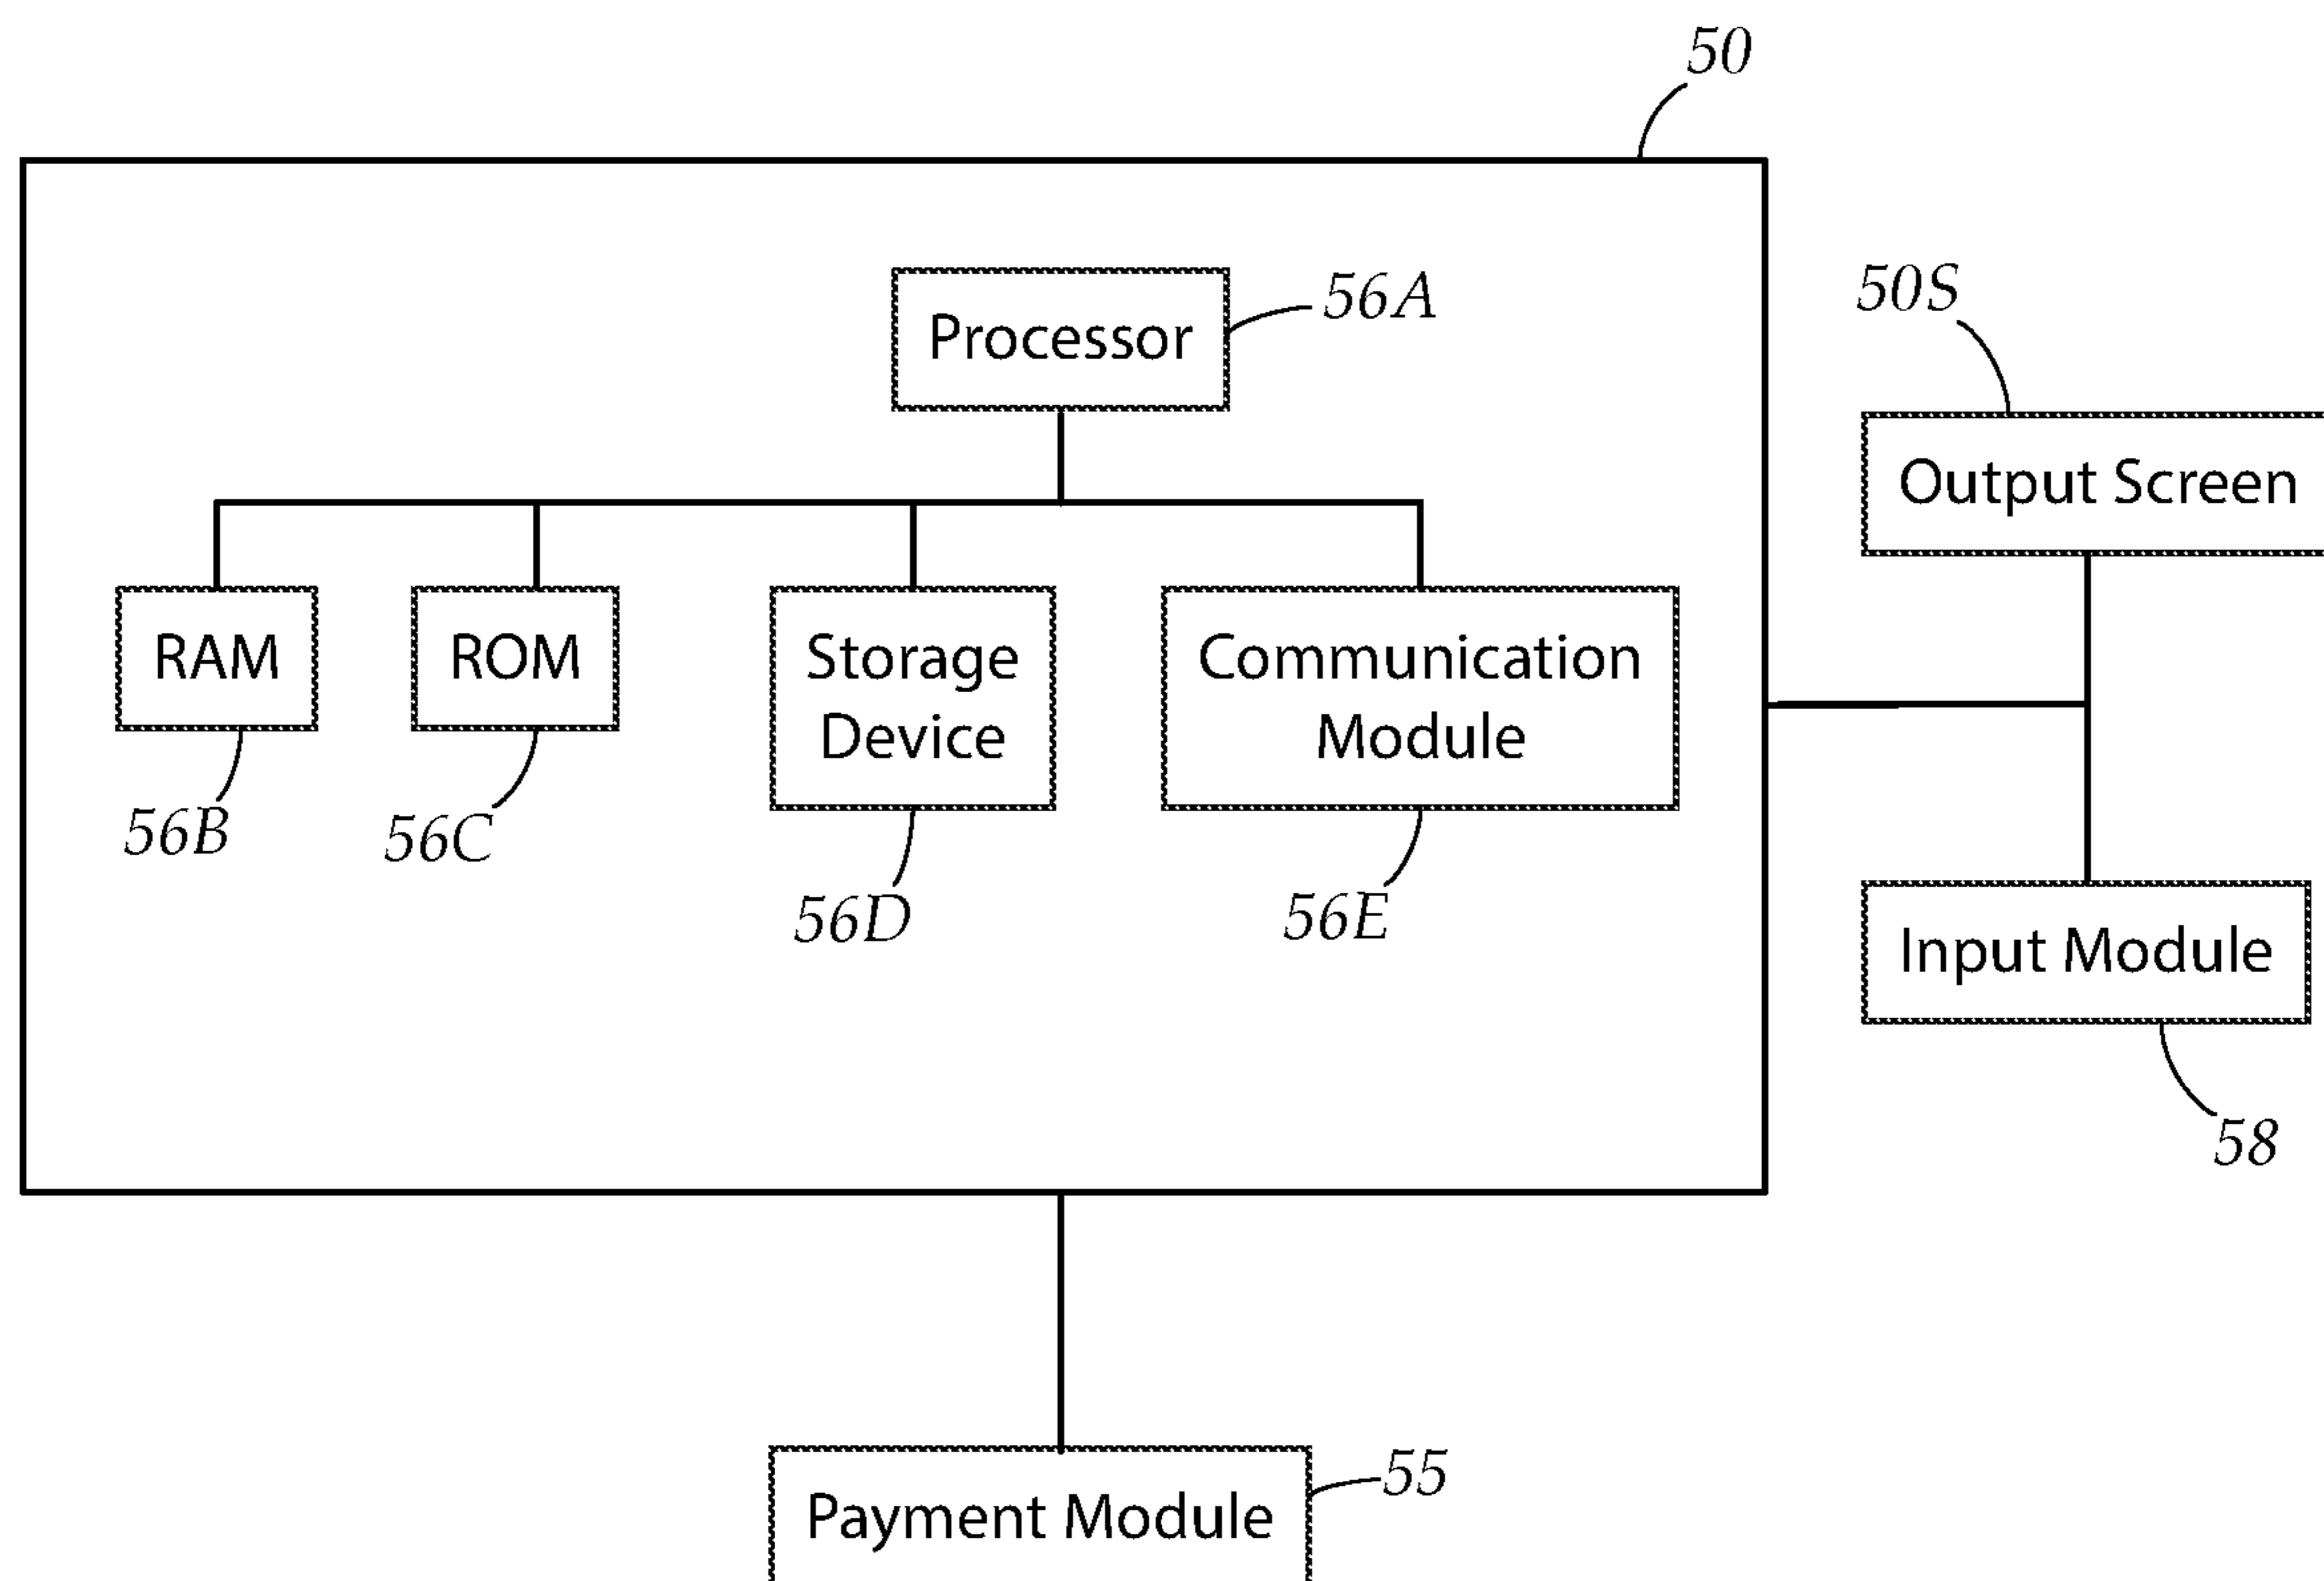 50
Processor
56A
50S
Output Screen
RAM
ROM
Storage
Device
Communication
Module
56B
56C
56D
56E
Input Module
58
Payment Module
55